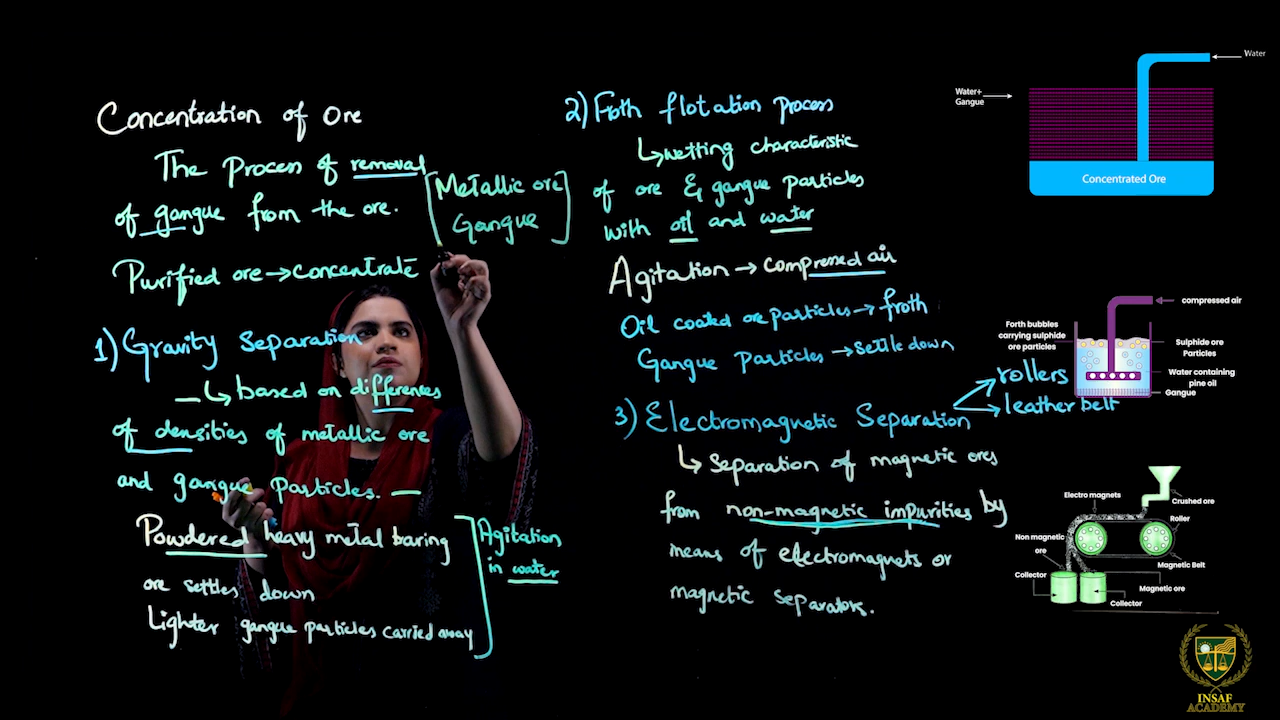 Concentration of Ore
The Process of removal
of gangue from the ore.
[Metallic ore
Gangue]
Purified ore → concentrate
1) Gravity Separation
↳ based on differences
of densities of metallic ore
and gangue particles.
Powdered heavy metal baring
ore settles down
Lighter gangue particles carried away
Agitation
in water
2) Froth flotation process
↳ wetting characteristic
of ore & gangue particles
with oil and water
Agitation → compressed air
Oil coated ore particles → froth
Gangue Particles → settle down
3) Electromagnetic Separation
rollers
leather belt
↳ Separation of magnetic ores
from non-magnetic impurities by
means of electromagnets or
magnetic separators.
Water
Water+
Gangue
Concentrated Ore
compressed air
Forth bubbles
carrying sulphide
ore particles
Sulphide ore
Particles
Water containing
pine oil
Gangue
Electro magnets
Crushed ore
Roller
Non magnetic
ore
Magnetic Belt
Collector
Magnetic ore
Collector
INSAF
ACADEMY